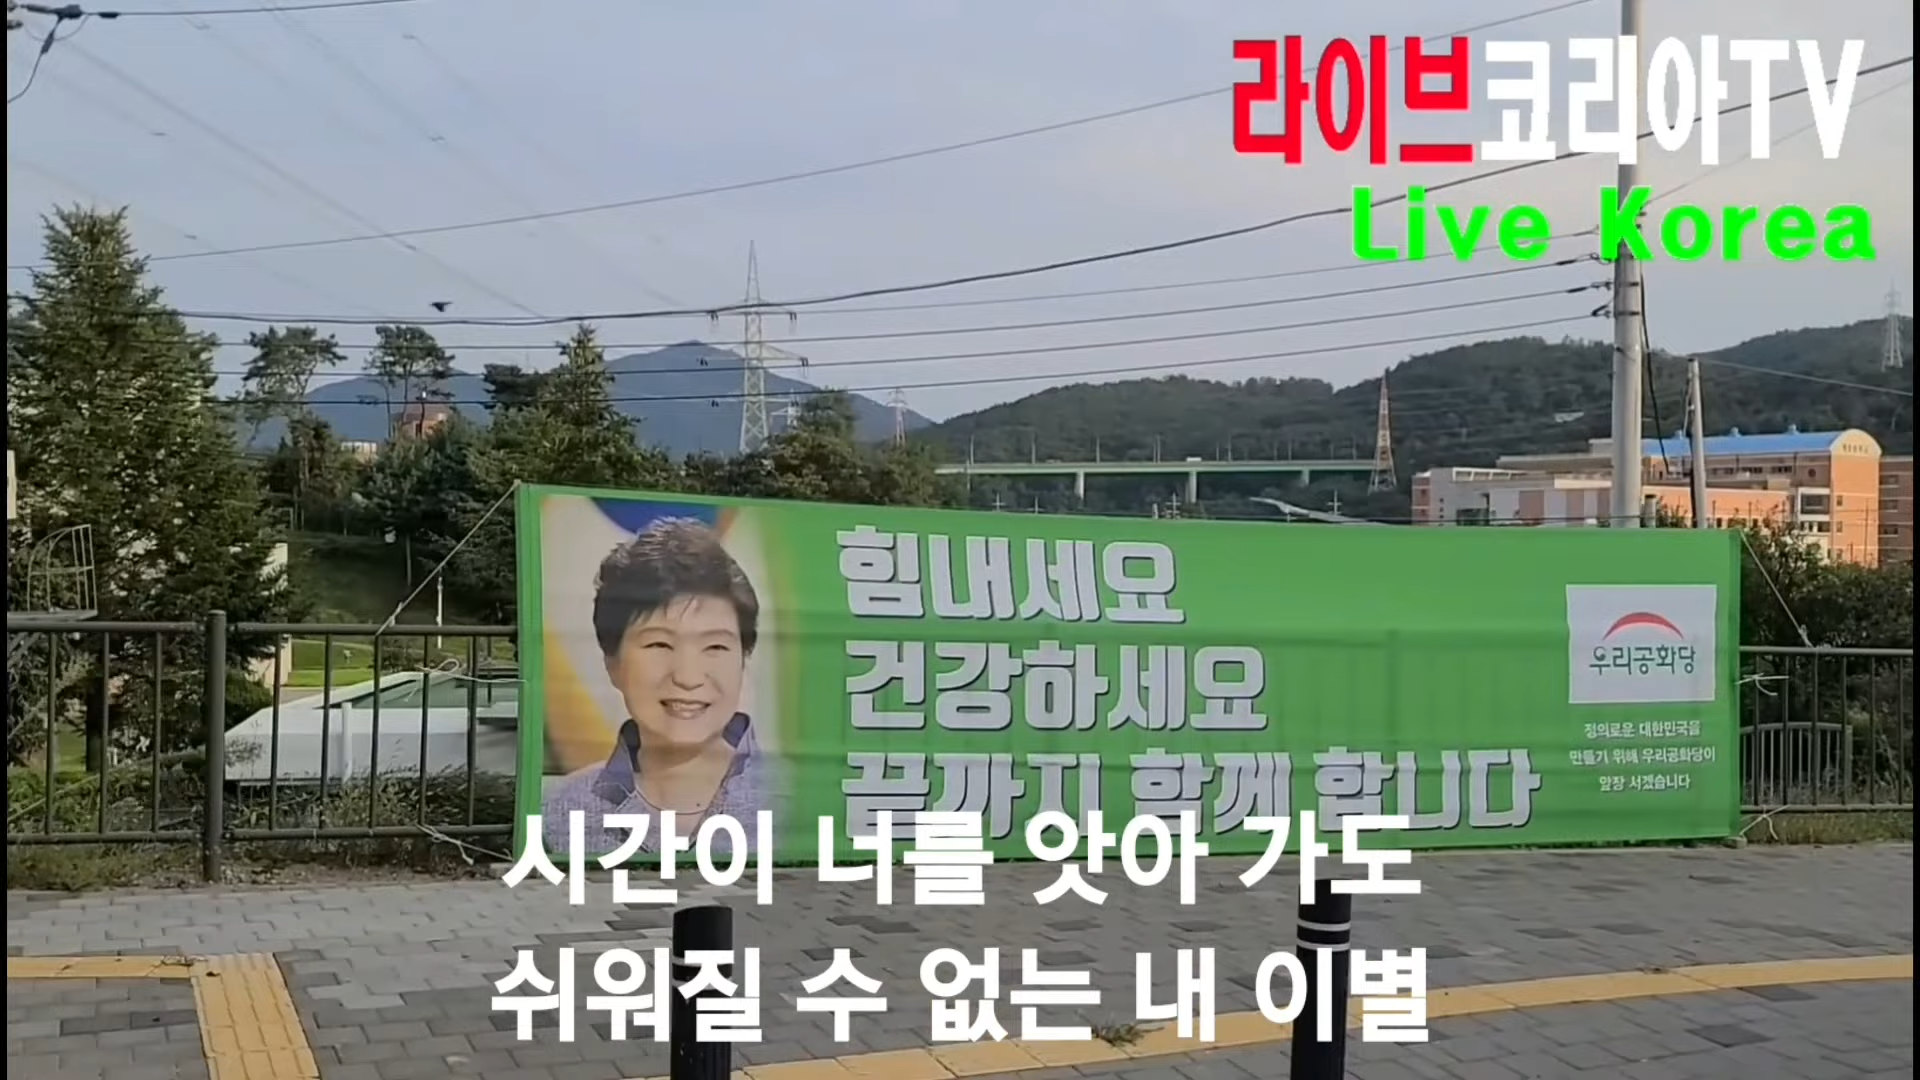 라이브코리아TV
Live Korea
힘내세요
건강하세요
끝까지 함께 합니다
우리공화당
정의로운 대한민국을
만들기 위해 우리공화당이
앞장 서겠습니다
시간이 너를 앗아 가도
쉬워질 수 없는 내 이별